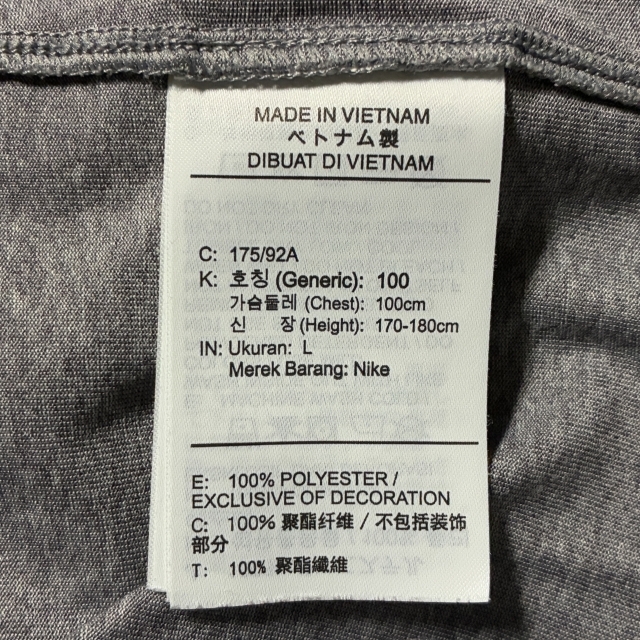 MADE IN VIETNAM
ベトナム製
DIBUAT DI VIETNAM
C: 175/92A
K: 호칭 (Generic): 100
가슴둘레 (Chest): 100cm
신 장 (Height): 170-180cm
IN: Ukuran: L
Merek Barang: Nike
E: 100% POLYESTER /
EXCLUSIVE OF DECORATION
C: 100% 聚酯纤维 / 不包括装饰
部分
T: 100% 聚酯纖維